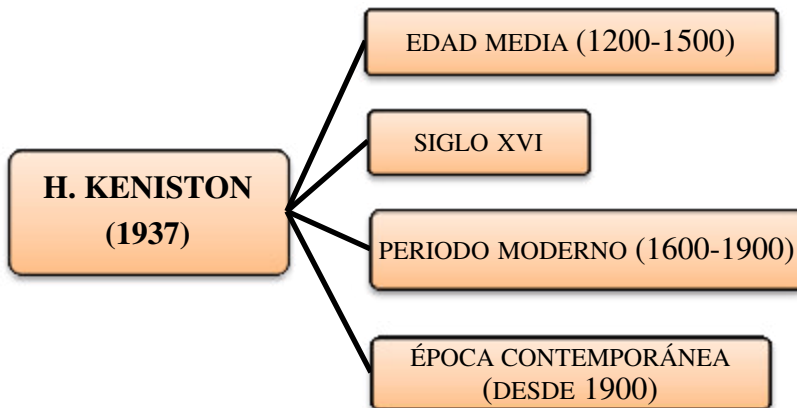 EDAD MEDIA (1200-1500)
SIGLO XVI
H. KENISTON
(1937)
PERIODO MODERNO (1600-1900)
ÉPOCA CONTEMPORÁNEA
(DESDE 1900)